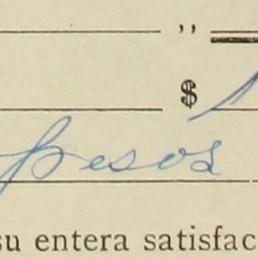 "
$
pesos
su entera satisfac